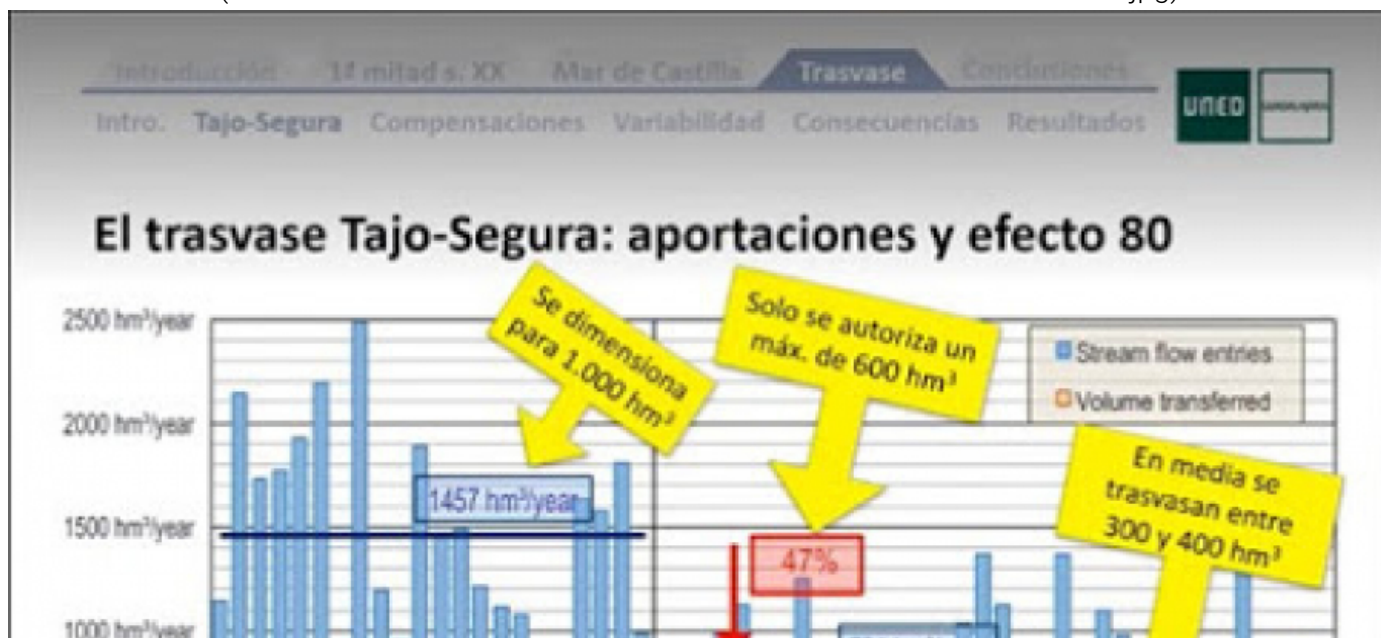 Introducción 1ª mitad s. XX Mar de Castilla Trasvase Conclusiones
Intro. Tajo-Segura Compensaciones Variabilidad Consecuencias Resultados
UNED
El trasvase Tajo-Segura: aportaciones y efecto 80
Se dimensiona
para 1.000 hm³
Solo se autoriza un
máx. de 600 hm³
2500 hm³/year
Stream flow entries
Volume transferred
2000 hm³/year
En media se
trasvasan entre
300 y 400 hm³
1457 hm³/year
1500 hm³/year
47%
1000 hm³/year